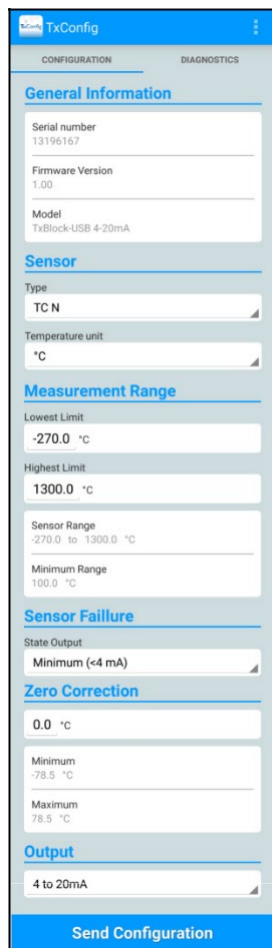 TxConfig TxConfig
CONFIGURATION DIAGNOSTICS
General Information
Serial number
13196167
Firmware Version
1.00
Model
TxBlock-USB 4-20mA
Sensor
Type
TC N
Temperature unit
°C
Measurement Range
Lowest Limit
-270.0 °C
Highest Limit
1300.0 °C
Sensor Range
-270.0 to 1300.0 °C
Minimum Range
100.0 °C
Sensor Faillure
State Output
Minimum (<4 mA)
Zero Correction
0.0 °C
Minimum
-78.5 °C
Maximum
78.5 °C
Output
4 to 20mA
Send Configuration